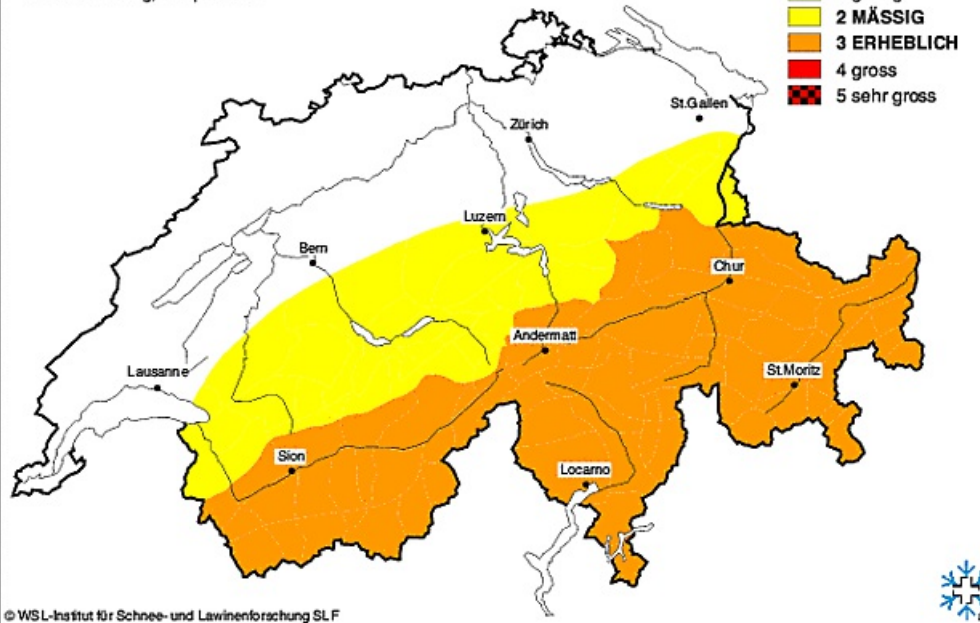 2 MÄSSIG
3 ERHEBLICH
4 gross
5 sehr gross
St.Gallen
Zürich
Luzern
Bern
Chur
Andermatt
Lausanne
St.Moritz
Sion
Locarno
© WSL-Institut für Schnee- und Lawinenforschung SLF